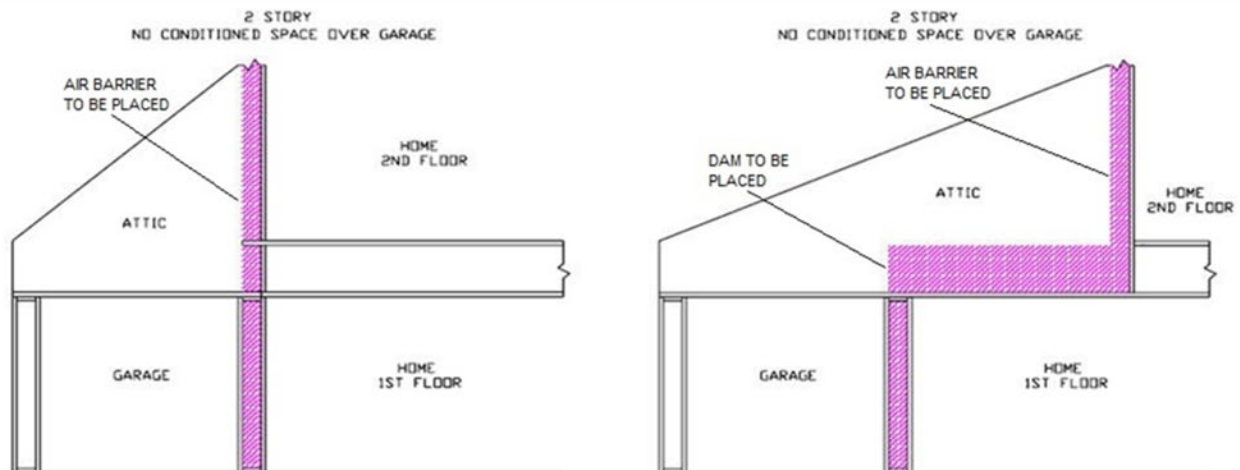 2 STORY
NO CONDITIONED SPACE OVER GARAGE
AIR BARRIER
TO BE PLACED
HOME
2ND FLOOR
ATTIC
GARAGE
HOME
1ST FLOOR
2 STORY
NO CONDITIONED SPACE OVER GARAGE
AIR BARRIER
TO BE PLACED
DAM TO BE
PLACED
ATTIC
HOME
2ND FLOOR
GARAGE
HOME
1ST FLOOR